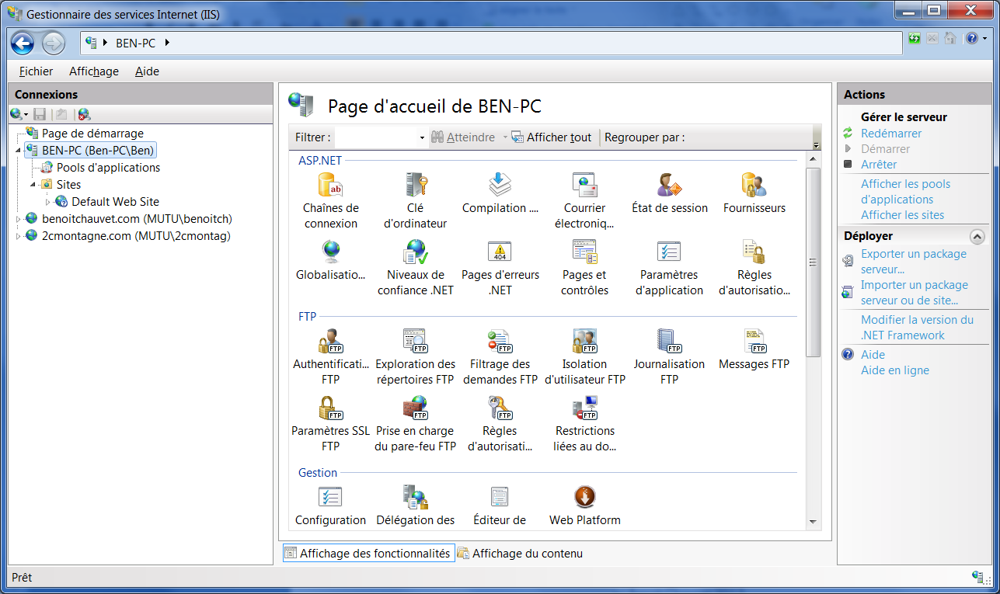 Gestionnaire des services Internet (IIS)
BEN-PC
Fichier Affichage Aide
Connexions
Page de démarrage
BEN-PC (Ben-PC\Ben)
Pools d'applications
Sites
Default Web Site
benoitchauvet.com (MUTU\benoitch)
2cmontagne.com (MUTU\2cmontag)
Page d'accueil de BEN-PC
Filtrer : Atteindre Afficher tout Regrouper par :
ASP.NET
Chaînes de connexion
Clé d'ordinateur
Compilation ....
Courrier électroniq...
État de session
Fournisseurs
Globalisatio...
Niveaux de confiance .NET
Pages d'erreurs .NET
404
Pages et contrôles
Paramètres d'application
Règles d'autorisatio...
FTP
Authentificati... FTP
Exploration des répertoires FTP
Filtrage des demandes FTP
Isolation d'utilisateur FTP
Journalisation FTP
Messages FTP
Paramètres SSL FTP
Prise en charge du pare-feu FTP
Règles d'autorisati...
Restrictions liées au do...
Gestion
Configuration
Délégation des
Éditeur de
Web Platform
Affichage des fonctionnalités
Affichage du contenu
Actions
Gérer le serveur
Redémarrer
Démarrer
Arrêter
Afficher les pools
d'applications
Afficher les sites
Déployer
Exporter un package
serveur...
Importer un package
serveur ou de site...
Modifier la version du
.NET Framework
Aide
Aide en ligne
Prêt